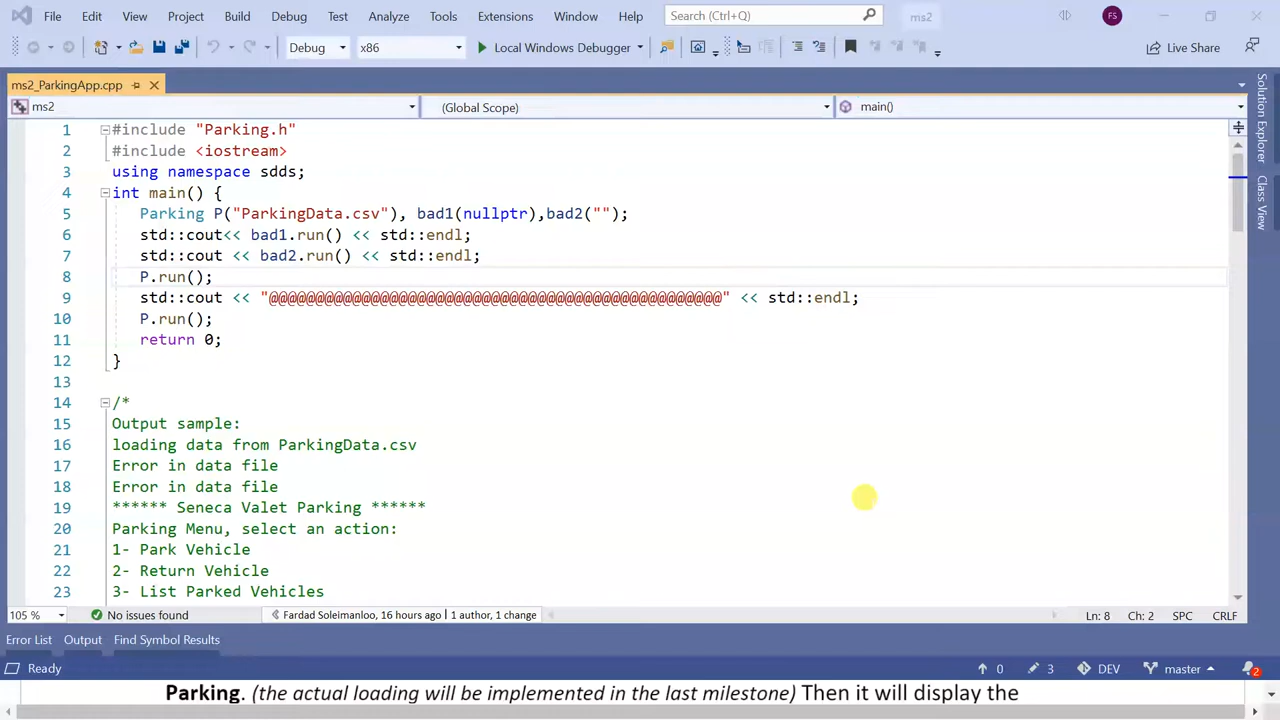 File Edit View Project Build Debug Test Analyze Tools Extensions Window Help Search (Ctrl+Q) ms2 FS
Debug x86 Local Windows Debugger Live Share
ms2_ParkingApp.cpp
ms2 (Global Scope) main()
1 #include "Parking.h"
2 #include <iostream>
3 using namespace sdds;
4 int main() {
5 Parking P("ParkingData.csv"), bad1(nullptr),bad2("");
6 std::cout<< bad1.run() << std::endl;
7 std::cout << bad2.run() << std::endl;
8 P.run();
9 std::cout << "@@@@@@@@@@@@@@@@@@@@@@@@@@@@@@@@@@@@@@@@@@@@@@@@@" << std::endl;
10 P.run();
11 return 0;
12 }
13
14 /*
15 Output sample:
16 loading data from ParkingData.csv
17 Error in data file
18 Error in data file
19 ****** Seneca Valet Parking ******
20 Parking Menu, select an action:
21 1- Park Vehicle
22 2- Return Vehicle
23 3- List Parked Vehicles
Solution Explorer
Class View
105 % No issues found Fardad Soleimanloo, 16 hours ago | 1 author, 1 change Ln: 8 Ch: 2 SPC CRLF
Error List Output Find Symbol Results
Ready 0 3 DEV master 2
Parking. (the actual loading will be implemented in the last milestone) Then it will display the